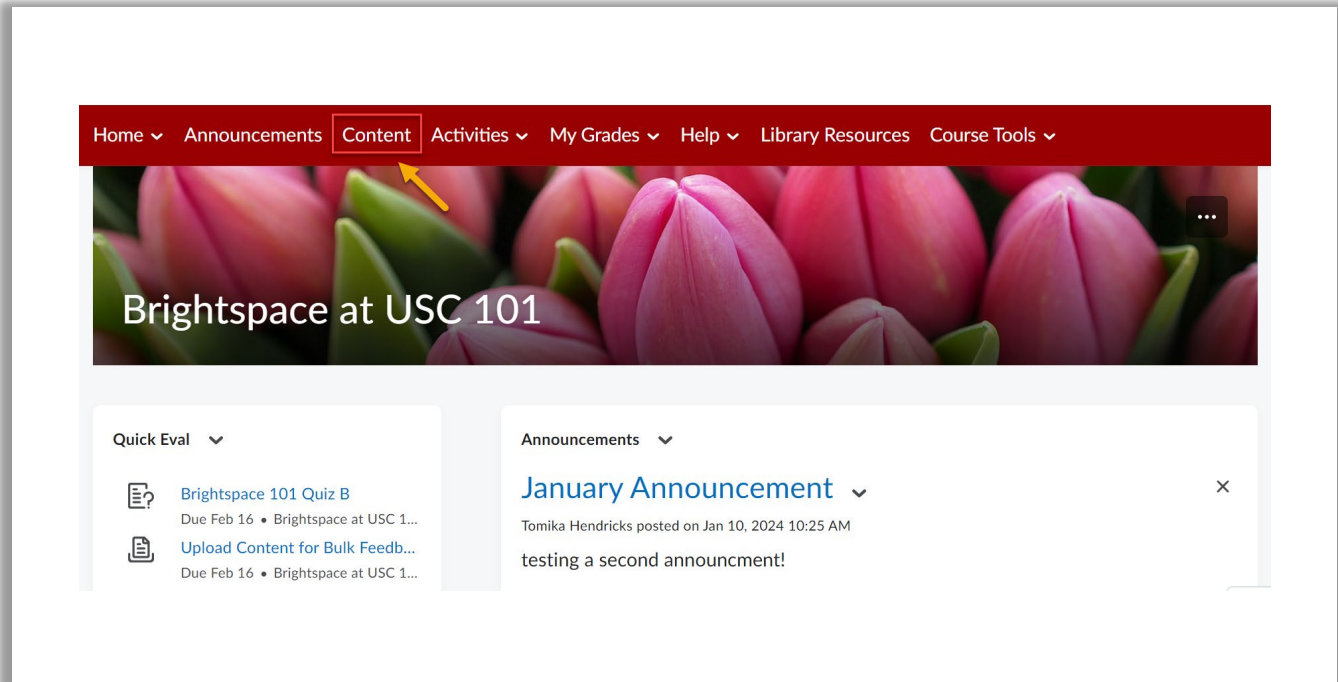 Home Announcements Content Activities My Grades Help Library Resources Course Tools
Brightspace at USC 101
Quick Eval
Brightspace 101 Quiz B
Due Feb 16 • Brightspace at USC 1...
Upload Content for Bulk Feedb...
Due Feb 16 • Brightspace at USC 1...
Announcements
January Announcement
Tomika Hendricks posted on Jan 10, 2024 10:25 AM
testing a second announcment!